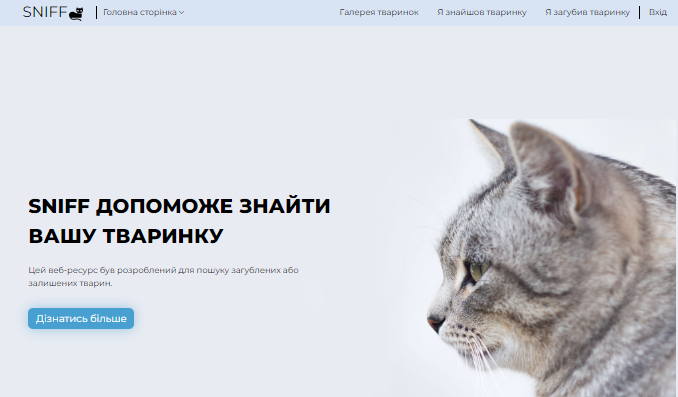 SNIFF
Головна сторінка
Галерея тваринок
Я знайшов тваринку
Я загубив тваринку
Вхід
SNIFF ДОПОМОЖЕ ЗНАЙТИ
ВАШУ ТВАРИНКУ
Цей веб-ресурс був розроблений для пошуку загублених або
залишених тварин.
Дізнатись більше